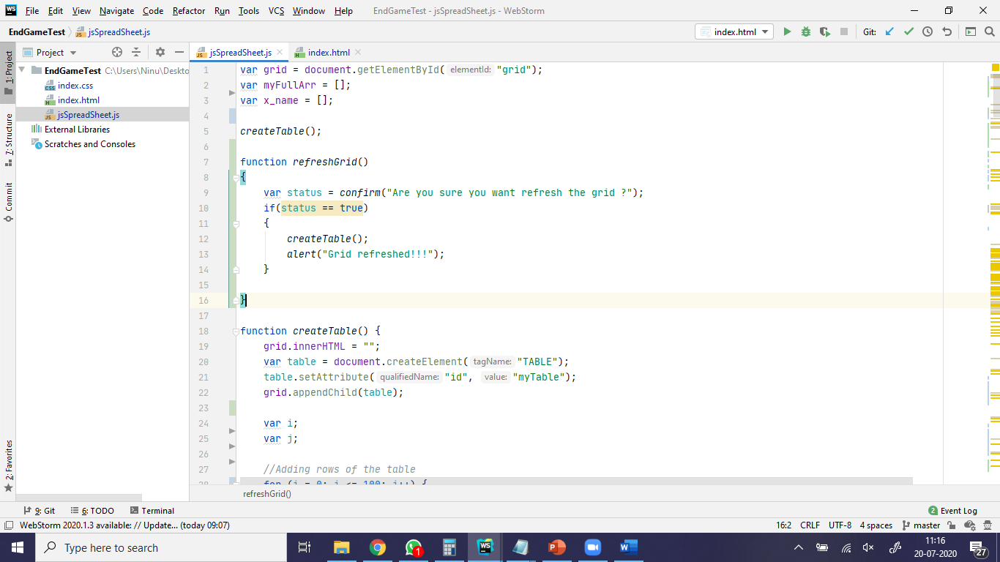 File Edit View Navigate Code Refactor Run Tools VCS Window Help EndGameTest - jsSpreadSheet.js - WebStorm
EndGameTest jsSpreadSheet.js index.html Git:
Project jsSpreadSheet.js index.html
1: Project
7: Structure
Commit
2: Favorites
EndGameTest C:\Users\Ninu\Deskto
index.css
index.html
jsSpreadSheet.js
External Libraries
Scratches and Consoles
1 var grid = document.getElementById( elementId: "grid");
2 var myFullArr = [];
3 var x_name = [];
4
5 createTable();
6
7 function refreshGrid()
8 {
9 var status = confirm("Are you sure you want refresh the grid ?");
10 if(status == true)
11 {
12 createTable();
13 alert("Grid refreshed!!!");
14 }
15
16 }
17
18 function createTable() {
19 grid.innerHTML = "";
20 var table = document.createElement( tagName: "TABLE");
21 table.setAttribute( qualifiedName: "id", value: "myTable");
22 grid.appendChild(table);
23
24 var i;
25 var j;
26
27 //Adding rows of the table
28 for (i = 0; i <= 100; i++) {
refreshGrid()
9: Git 6: TODO Terminal 2 Event Log
WebStorm 2020.1.3 available: // Update... (today 09:07) 16:2 CRLF UTF-8 4 spaces master
Type here to search 1 11:16
20-07-2020 27